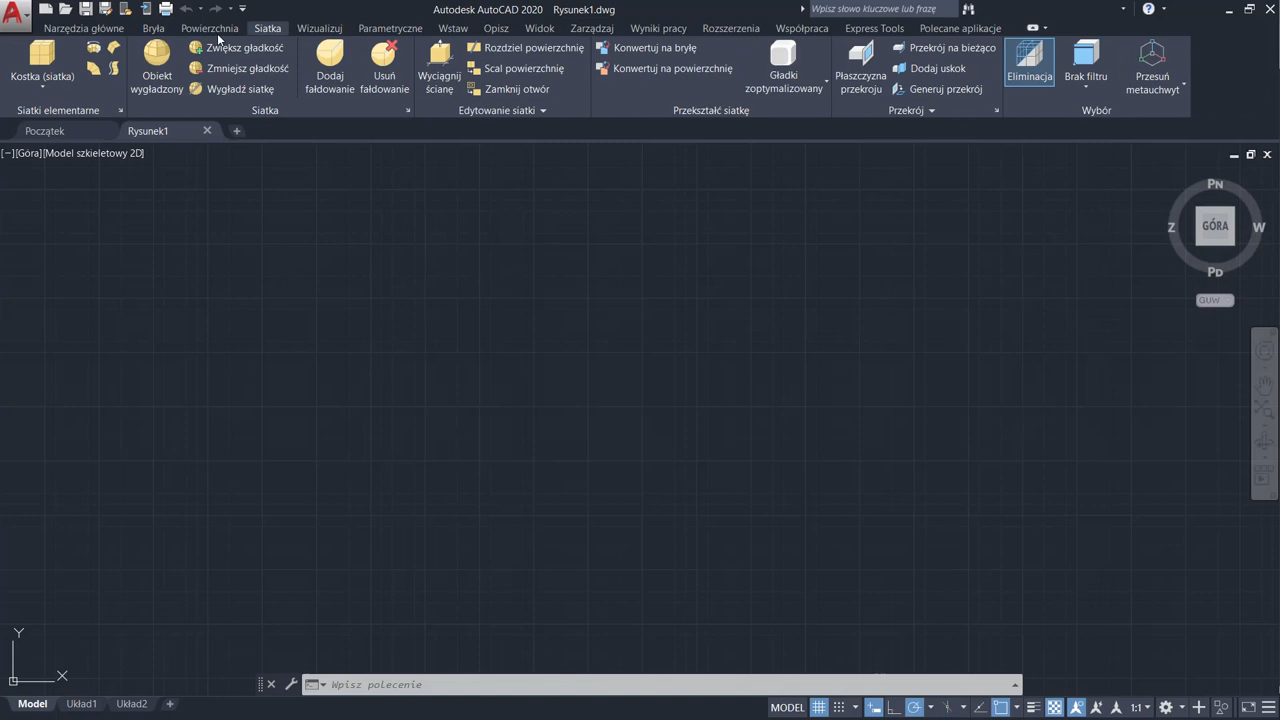 Autodesk AutoCAD 2020 Rysunek1.dwg
Wpisz słowo kluczowe lub frazę
Narzędzia główne Bryła Powierzchnia Siatka Wizualizuj Parametryczne Wstaw Opisz Widok Zarządzaj Wyniki pracy Rozszerzenia Współpraca Express Tools Polecane aplikacje
Kostka (siatka)
Obiekt wygładzony
Zwiększ gładkość
Zmniejsz gładkość
Wygładź siatkę
Dodaj fałdowanie
Usuń fałdowanie
Wyciągnij ścianę
Rozdziel powierzchnię
Scal powierzchnię
Zamknij otwór
Konwertuj na bryłę
Konwertuj na powierzchnię
Gładki zoptymalizowany
Płaszczyzna przekroju
Przekrój na bieżąco
Dodaj uskok
Generuj przekrój
Eliminacja
Brak filtru
Przesuń metauchwyt
Siatki elementarne Siatka Edytowanie siatki Przekształć siatkę Przekrój Wybór
Początek Rysunek1
[−][Góra][Model szkieletowy 2D]
PN
Z GÓRA W
PD
GUW
Y
X
Wpisz polecenie
Model Układ1 Układ2 MODEL 1:1